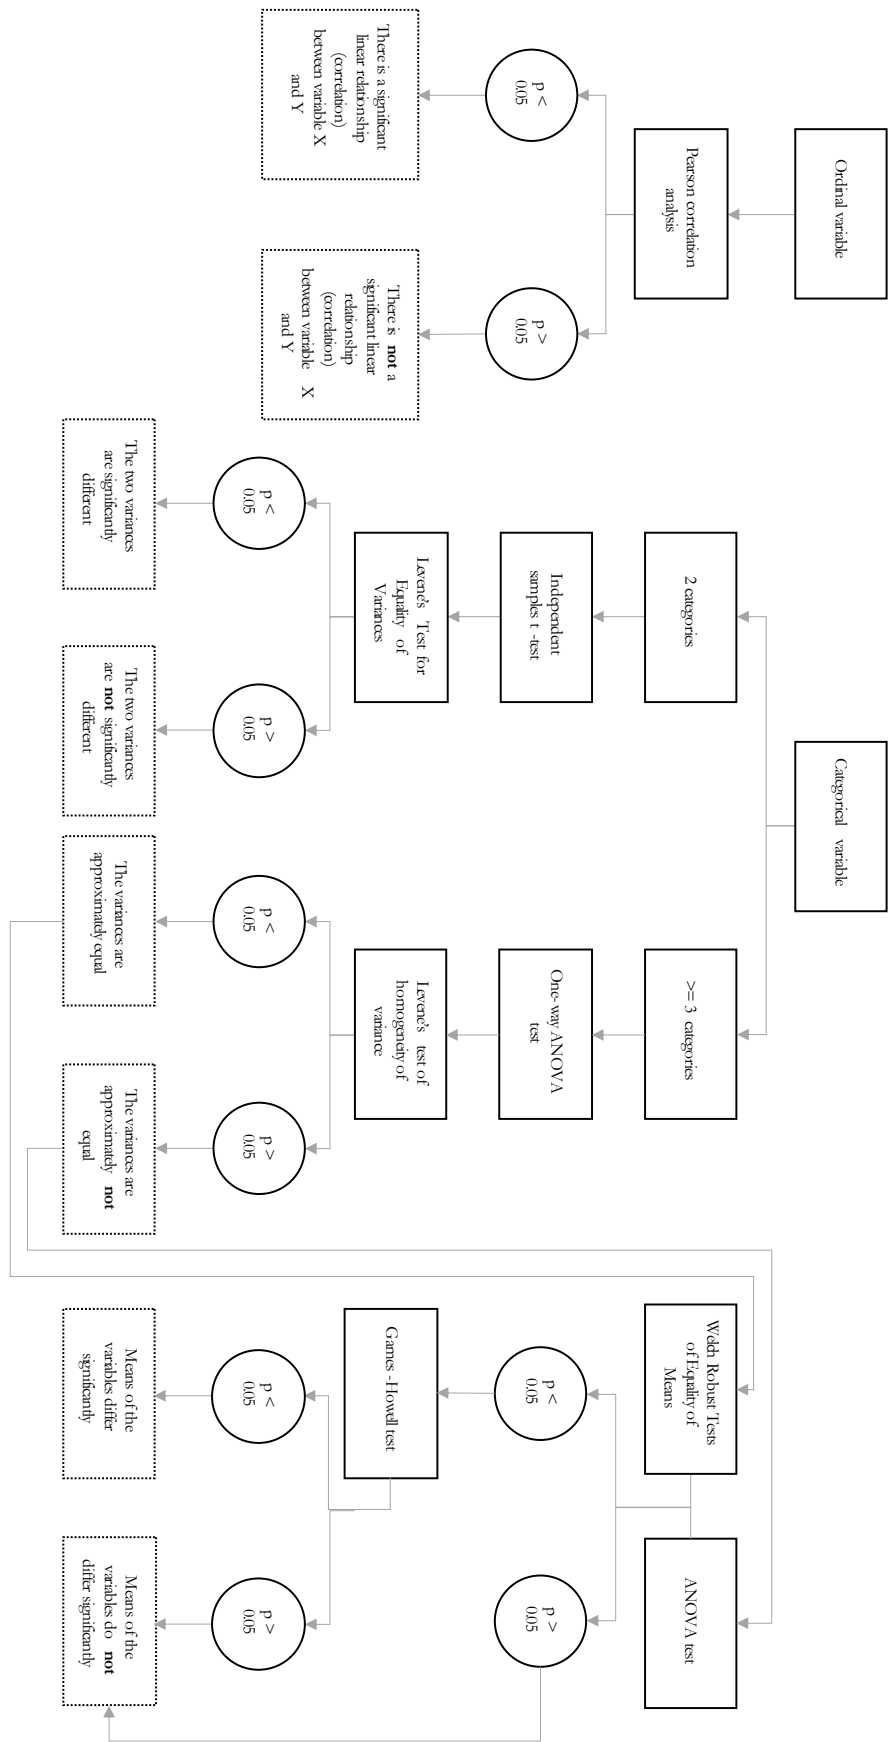 Ordinal variable
Pearson correlation
analysis
p <
0.05
p >
0.05
There is a significant
linear relationship
(correlation)
between variable X
and Y
There is not a
significant linear
relationship
(correlation)
between variable X
and Y
Categorical variable
2 categories
Independent
samples t -test
Levene's Test for
Equality of
Variances
p <
0.05
p >
0.05
The two variances
are significantly
different
The two variances
are not significantly
different
>= 3 categories
One-way ANOVA
test
Levene's test of
homogeneity of
variance
p <
0.05
p >
0.05
The variances are
approximately equal
The variances are
approximately not
equal
Welch Robust Tests
of Equality of
Means
ANOVA test
p <
0.05
p >
0.05
Games -Howell test
p <
0.05
p >
0.05
Means of the
variables differ
significantly
Means of the
variables do not
differ significantly